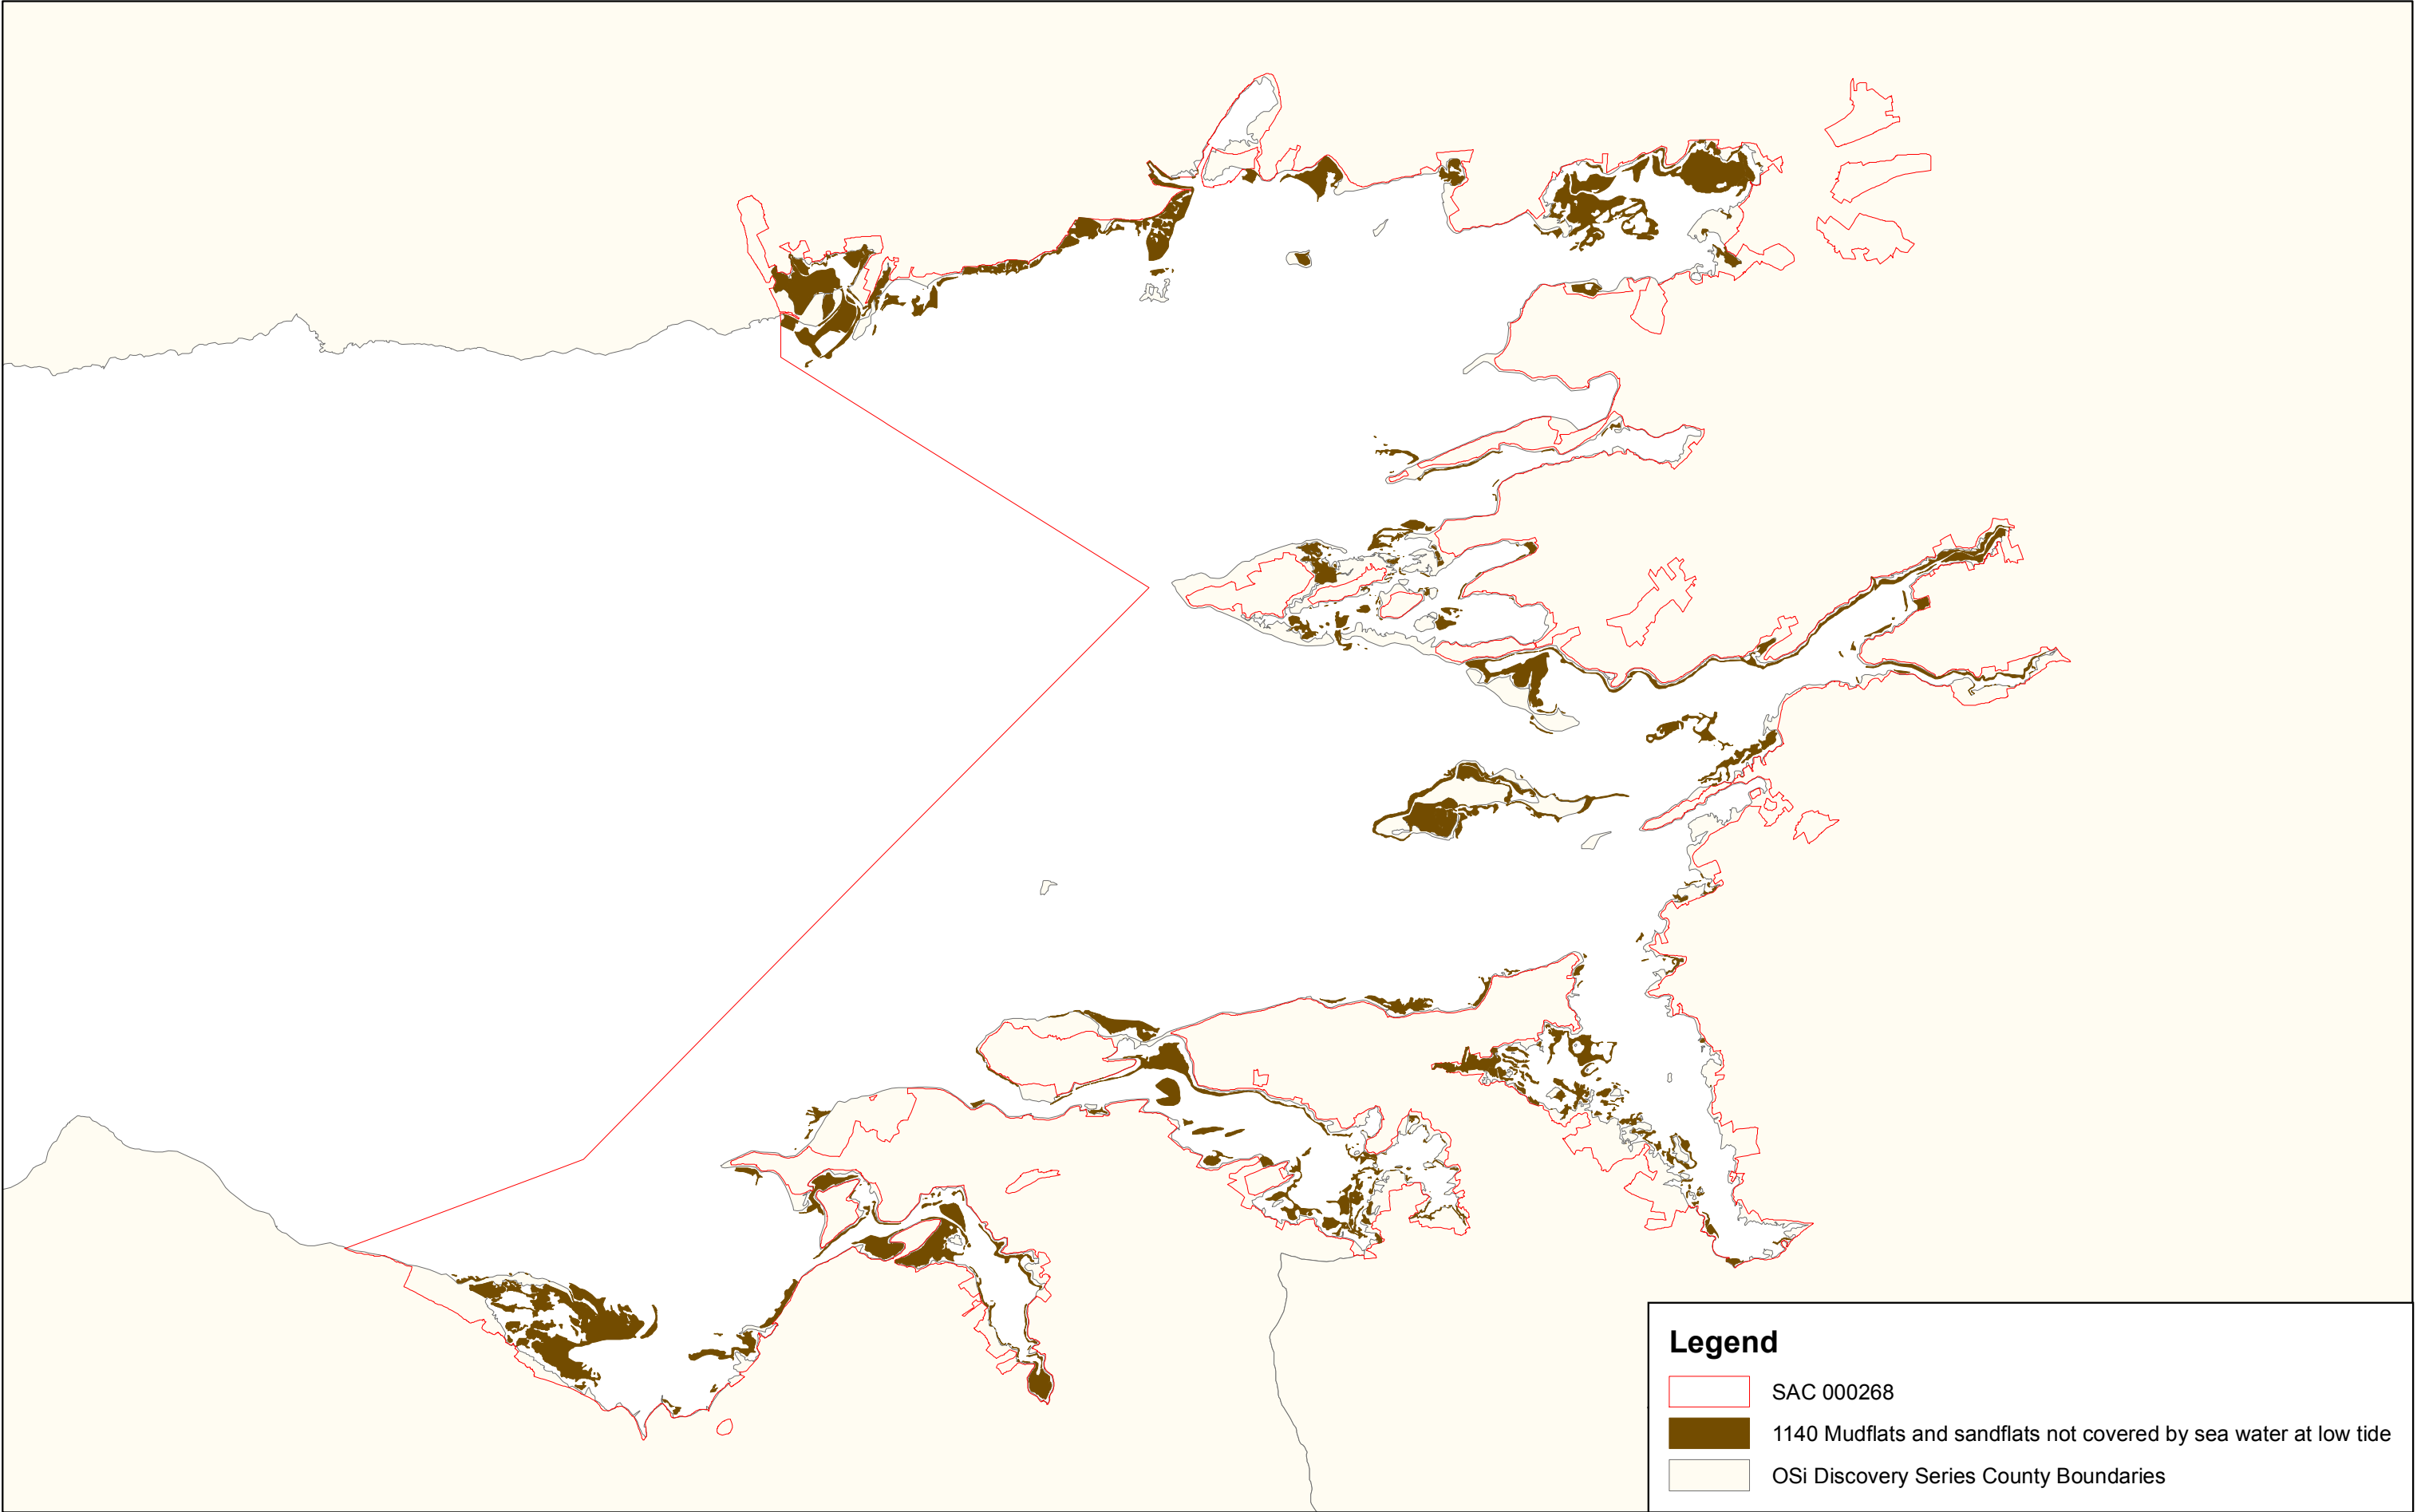 Legend
SAC 000268
1140 Mudflats and sandflats not covered by sea water at low tide
OSi Discovery Series County Boundaries